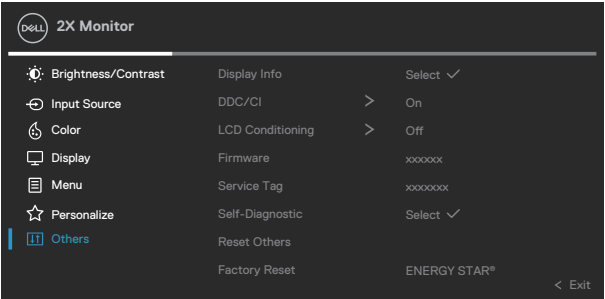 DELL 2X Monitor
Brightness/Contrast Display Info Select ✓
Input Source DDC/CI > On
Color LCD Conditioning > Off
Display Firmware xxxxxx
Menu Service Tag xxxxxxx
Personalize Self-Diagnostic Select ✓
Others Reset Others
Factory Reset ENERGY STAR®
< Exit